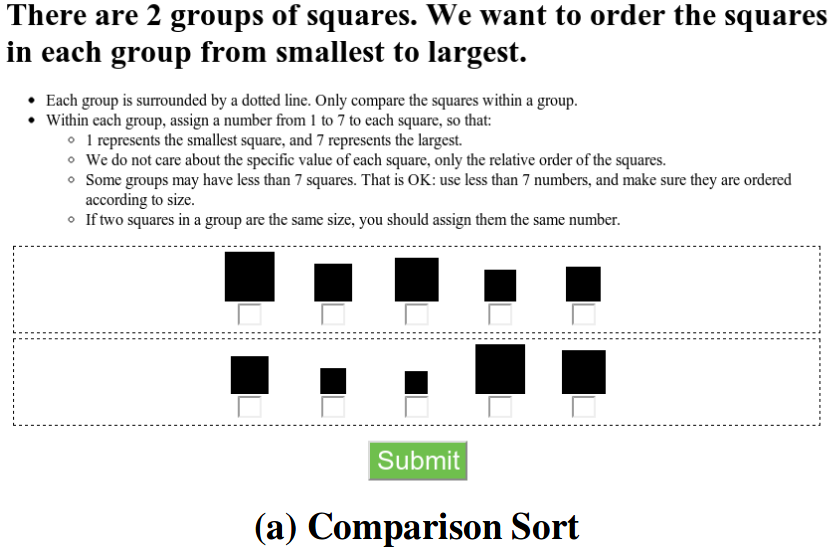 There are 2 groups of squares. We want to order the squares
in each group from smallest to largest.
• Each group is surrounded by a dotted line. Only compare the squares within a group.
• Within each group, assign a number from 1 to 7 to each square, so that:
◦ 1 represents the smallest square, and 7 represents the largest.
◦ We do not care about the specific value of each square, only the relative order of the squares.
◦ Some groups may have less than 7 squares. That is OK: use less than 7 numbers, and make sure they are ordered
according to size.
◦ If two squares in a group are the same size, you should assign them the same number.
Submit
(a) Comparison Sort